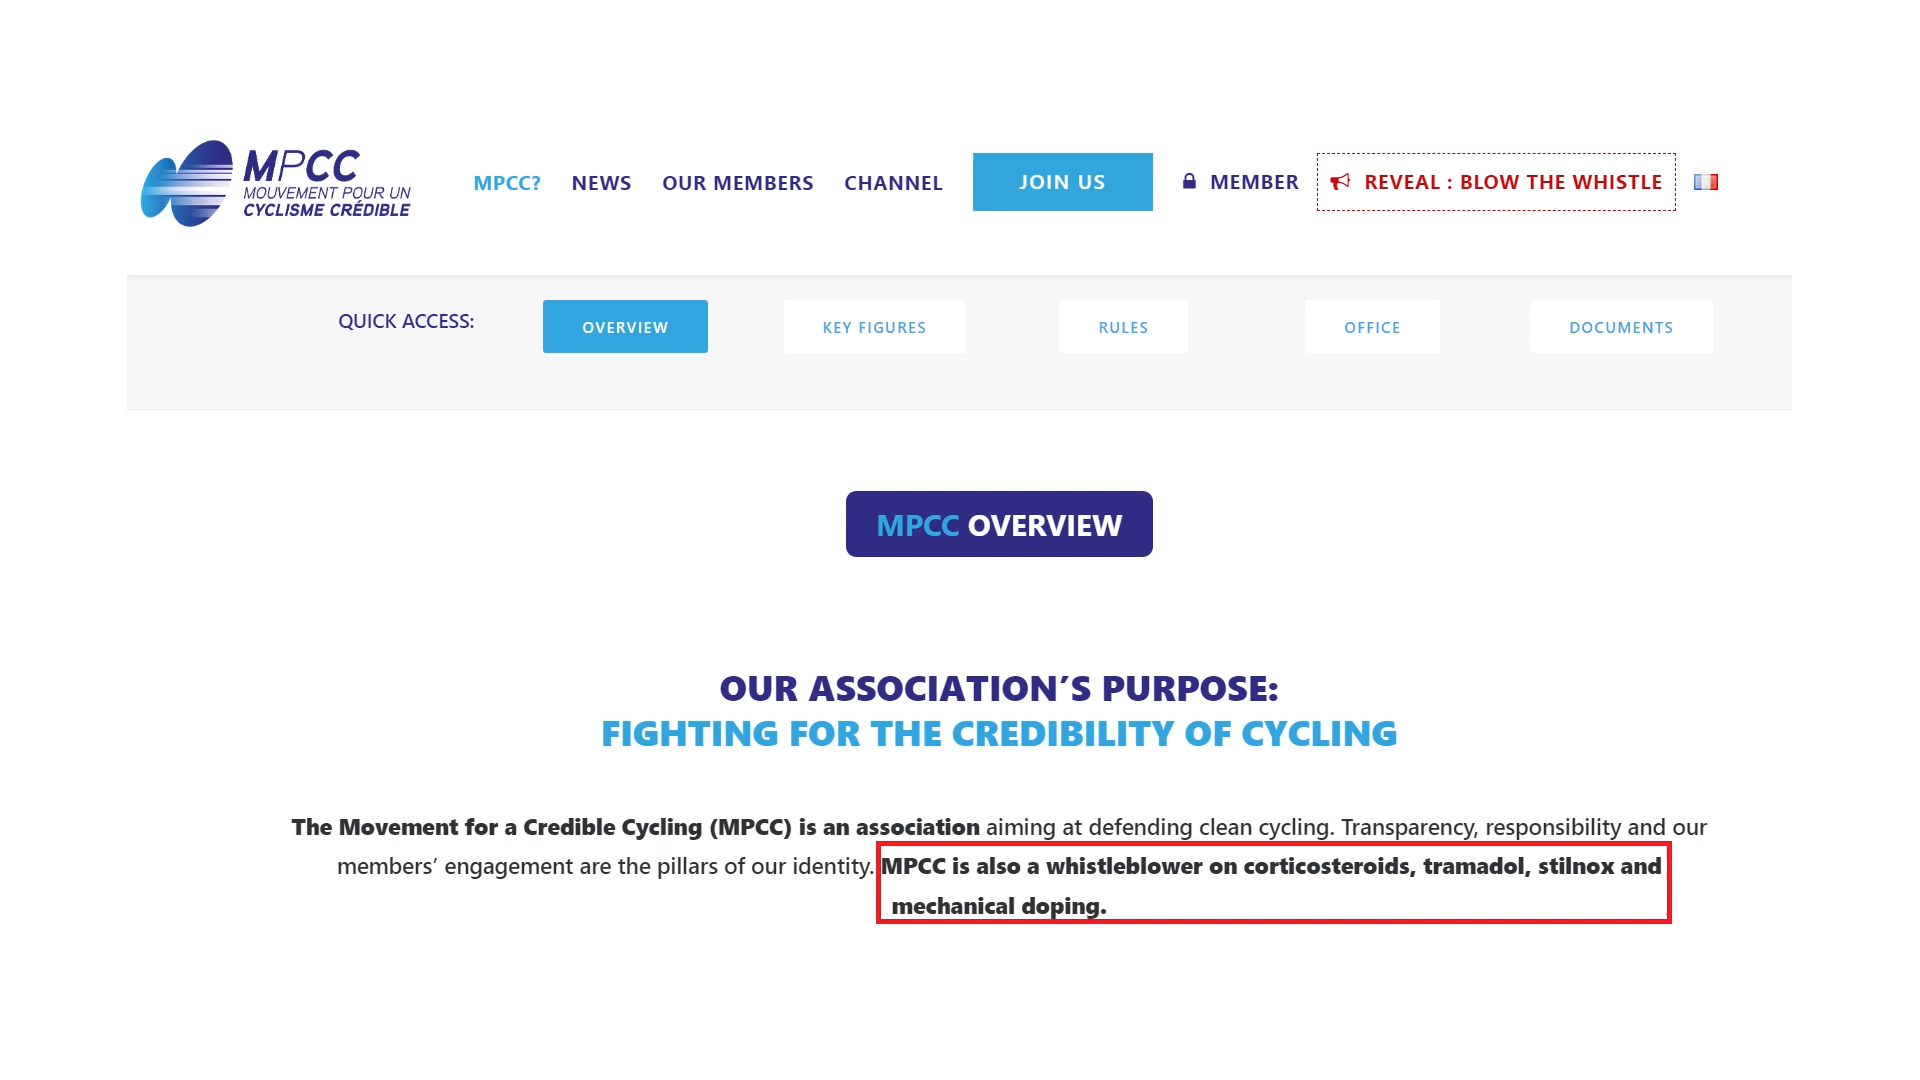 MPCC
MOUVEMENT POUR UN
CYCLISME CRÉDIBLE
MPCC? NEWS OUR MEMBERS CHANNEL JOIN US MEMBER REVEAL : BLOW THE WHISTLE
QUICK ACCESS: OVERVIEW KEY FIGURES RULES OFFICE DOCUMENTS
MPCC OVERVIEW
OUR ASSOCIATION’S PURPOSE:
FIGHTING FOR THE CREDIBILITY OF CYCLING
The Movement for a Credible Cycling (MPCC) is an association aiming at defending clean cycling. Transparency, responsibility and our
members’ engagement are the pillars of our identity. MPCC is also a whistleblower on corticosteroids, tramadol, stilnox and
mechanical doping.